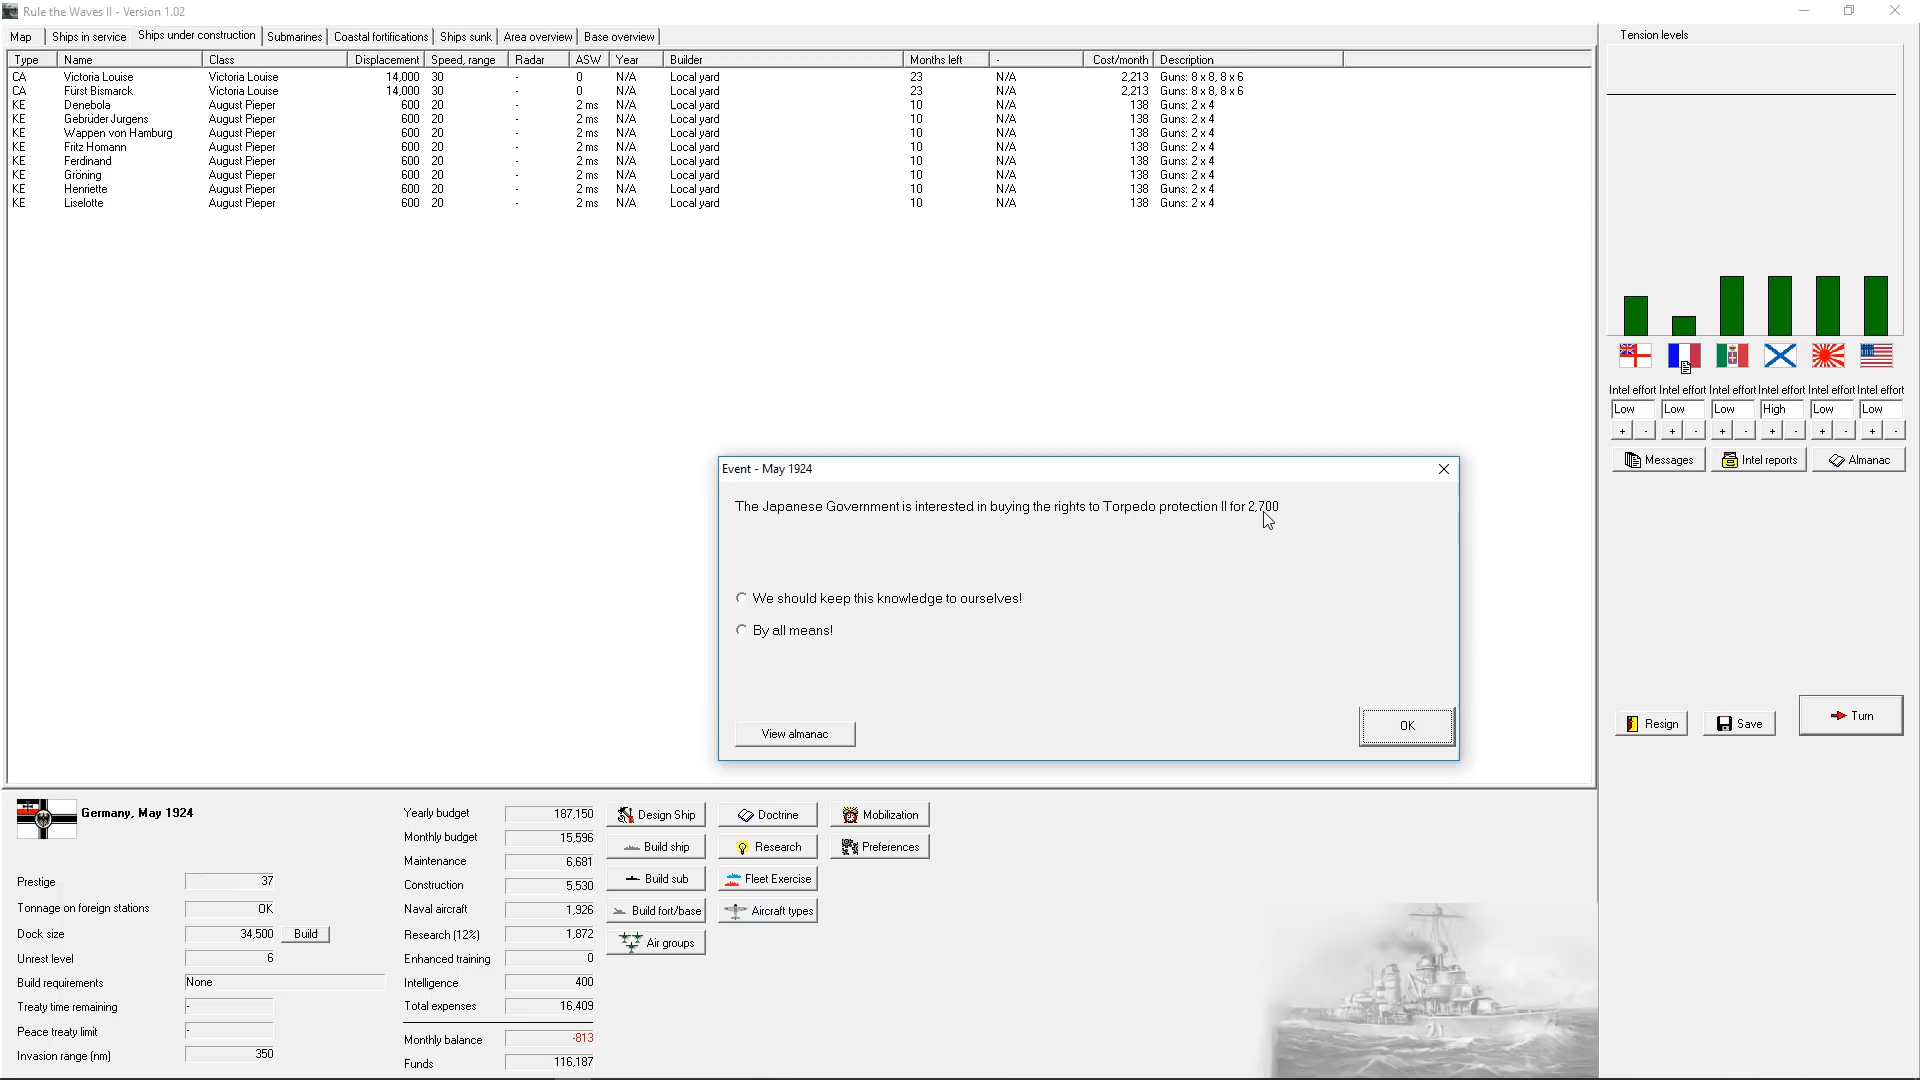 Rule the Waves II - Version 1.02
Map Ships in service Ships under construction Submarines Coastal fortifications Ships sunk Area overview Base overview
Type Name Class Displacement Speed, range Radar ASW Year Builder Months left - Cost/month Description
CA Victoria Louise Victoria Louise 14,000 30 - 0 N/A Local yard 23 N/A 2,213 Guns: 8 x 8, 8 x 6
CA Fürst Bismarck Victoria Louise 14,000 30 - 0 N/A Local yard 23 N/A 2,213 Guns: 8 x 8, 8 x 6
KE Denebola August Pieper 600 20 - 2 ms N/A Local yard 10 N/A 138 Guns: 2 x 4
KE Gebrüder Jurgens August Pieper 600 20 - 2 ms N/A Local yard 10 N/A 138 Guns: 2 x 4
KE Wappen von Hamburg August Pieper 600 20 - 2 ms N/A Local yard 10 N/A 138 Guns: 2 x 4
KE Fritz Homann August Pieper 600 20 - 2 ms N/A Local yard 10 N/A 138 Guns: 2 x 4
KE Ferdinand August Pieper 600 20 - 2 ms N/A Local yard 10 N/A 138 Guns: 2 x 4
KE Gröning August Pieper 600 20 - 2 ms N/A Local yard 10 N/A 138 Guns: 2 x 4
KE Henriette August Pieper 600 20 - 2 ms N/A Local yard 10 N/A 138 Guns: 2 x 4
KE Liselotte August Pieper 600 20 - 2 ms N/A Local yard 10 N/A 138 Guns: 2 x 4
Tension levels
Intel effort Intel effort Intel effort Intel effort Intel effort Intel effort
Low Low Low High Low Low
+ - + - + - + - + - + -
Messages Intel reports Almanac
Resign Save Turn
Event - May 1924
The Japanese Government is interested in buying the rights to Torpedo protection II for 2,700
We should keep this knowledge to ourselves!
By all means!
View almanac OK
Germany, May 1924
Prestige 37
Tonnage on foreign stations OK
Dock size 34,500 Build
Unrest level 6
Build requirements None
Treaty time remaining -
Peace treaty limit -
Invasion range (nm) 350
Yearly budget 187,150
Monthly budget 15,596
Maintenance 6,681
Construction 5,530
Naval aircraft 1,926
Research (12%) 1,872
Enhanced training 0
Intelligence 400
Total expenses 16,409
Monthly balance -813
Funds 116,187
Design Ship Doctrine Mobilization
Build ship Research Preferences
Build sub Fleet Exercise
Build fort/base Aircraft types
Air groups